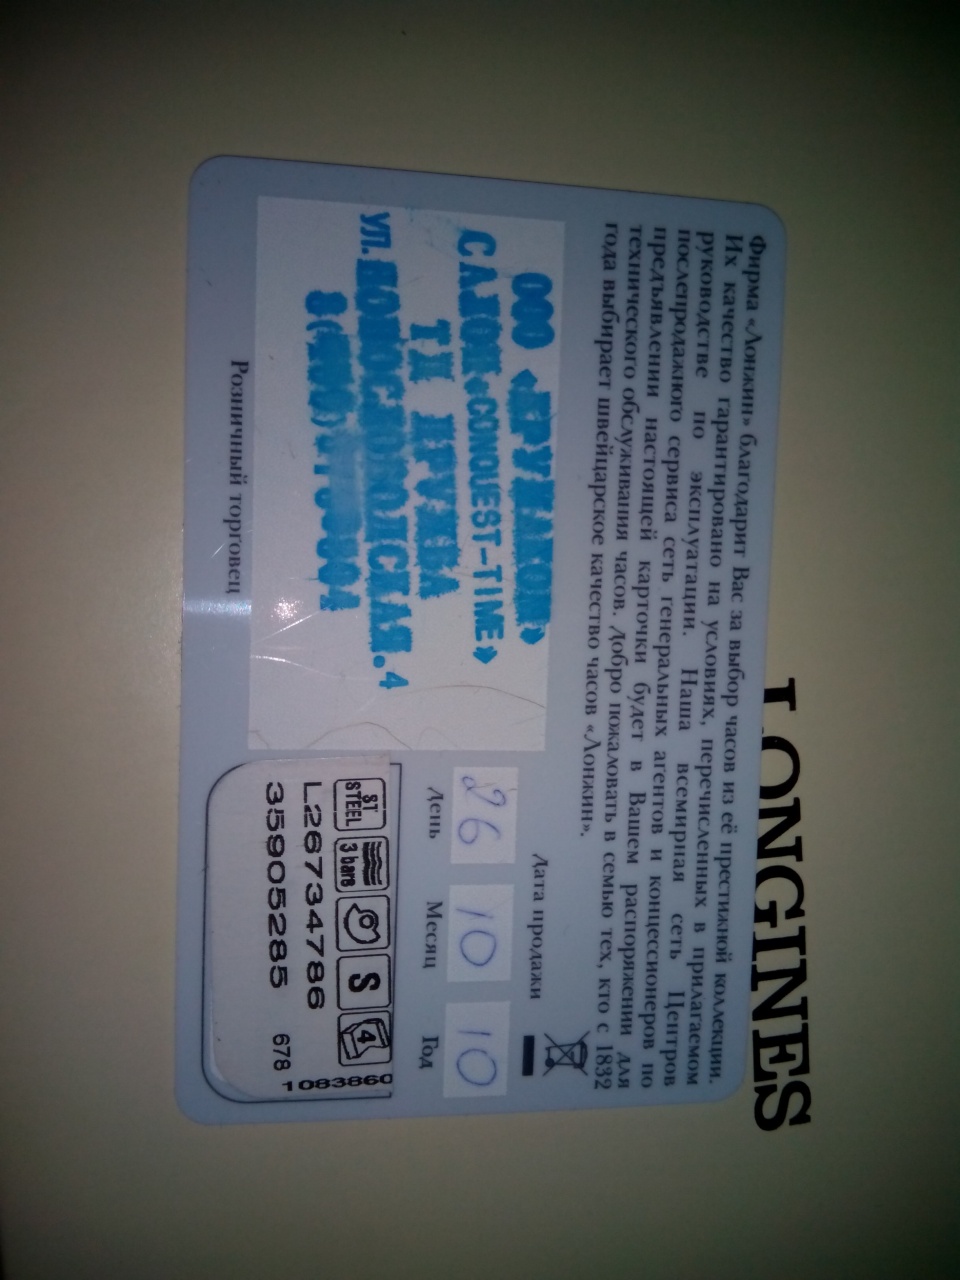 LONGINES
Фирма «Лонжин» благодарит Вас за выбор часов из её престижной коллекции.
Их качество гарантировано на условиях, перечисленных в прилагаемом
руководстве по эксплуатации. Наша всемирная сеть Центров
послепродажного сервиса сеть генеральных агентов и концессионеров по
предъявлении настоящей карточки будет в Вашем распоряжении для
технического обслуживания часов. Добро пожаловать в семью тех, кто с 1832
года выбирает швейцарское качество часов «Лонжин».
ООО
САЛОН «CONQUEST-TIME»
УЛ. 4
Розничный торговец
Дата продажи
26 10 10
День Месяц Год
ST STEEL 3 bars S 4
L26734786
35905285
678
1083860